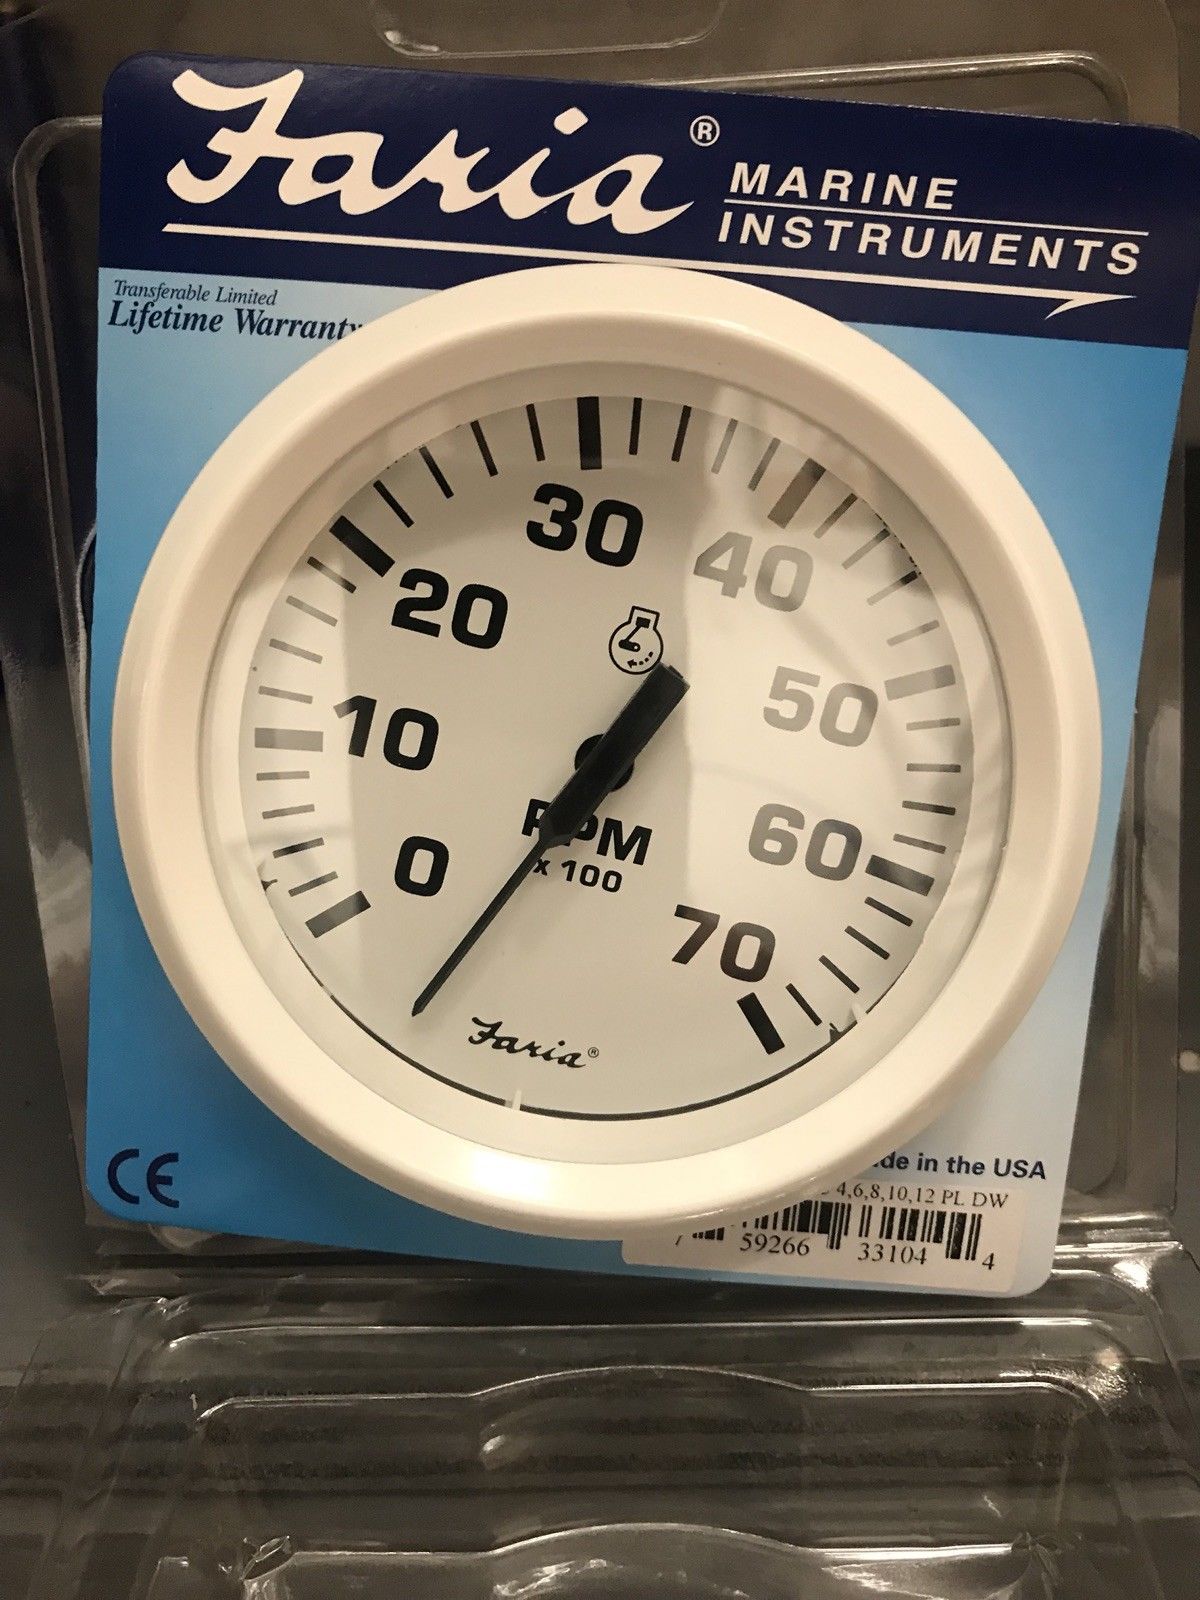 Faria®
MARINE
INSTRUMENTS
Transferable Limited
Lifetime Warranty
30
40
20
50
10
60
0
RPM
x 100
70
Faria®
CE
in the USA
4,6,8,10,12 PL DW
7 59266 33104 4